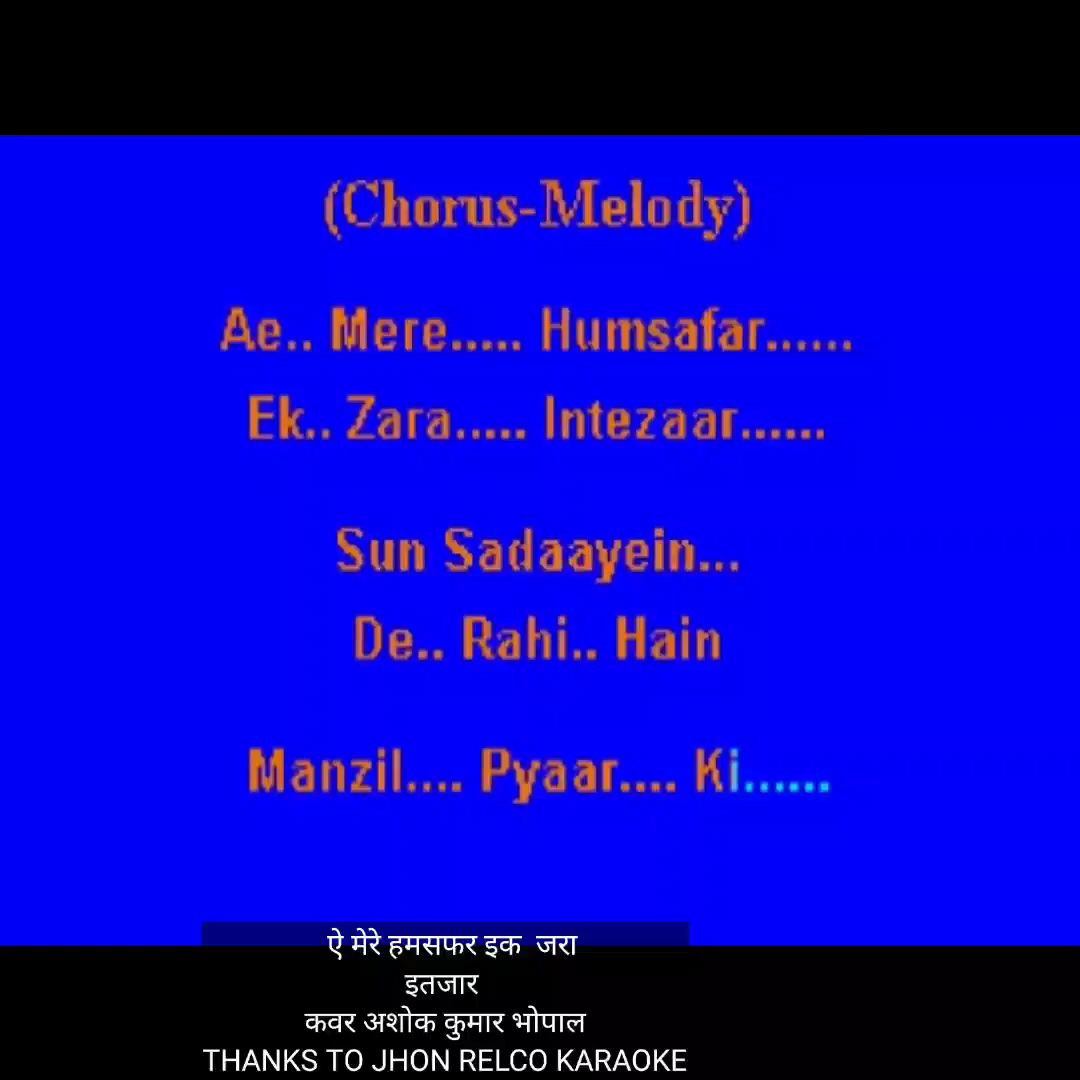 (Chorus-Melody)
Ae.. Mere..... Humsafar......
Ek.. Zara..... Intezaar......
Sun Sadaayein...
De.. Rahi.. Hain
Manzil.... Pyaar.... Ki......
ऐ मेरे हमसफर इक जरा
इतजार
कवर अशोक कुमार भोपाल
THANKS TO JHON RELCO KARAOKE